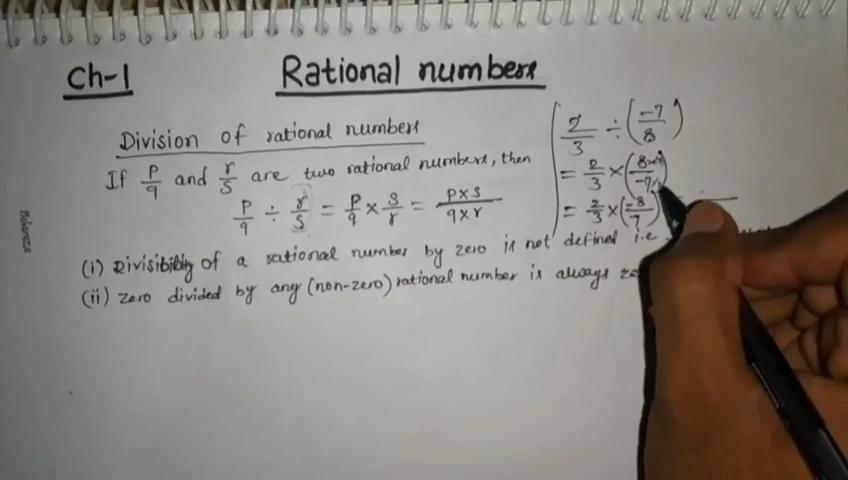 Ch-1 Rational numbers
Division of rational numbers
If p/q and r/s are two rational numbers, then
p/q ÷ r/s = p/q × s/r = p×s / q×r
(i) Divisibility of a rational number by zero is not defined i.e
(ii) zero divided by any (non-zero) rational number is always
2/3 ÷ (-7/8)
= 2/3 × (8/-7)
= 2/3 × (-8/7)